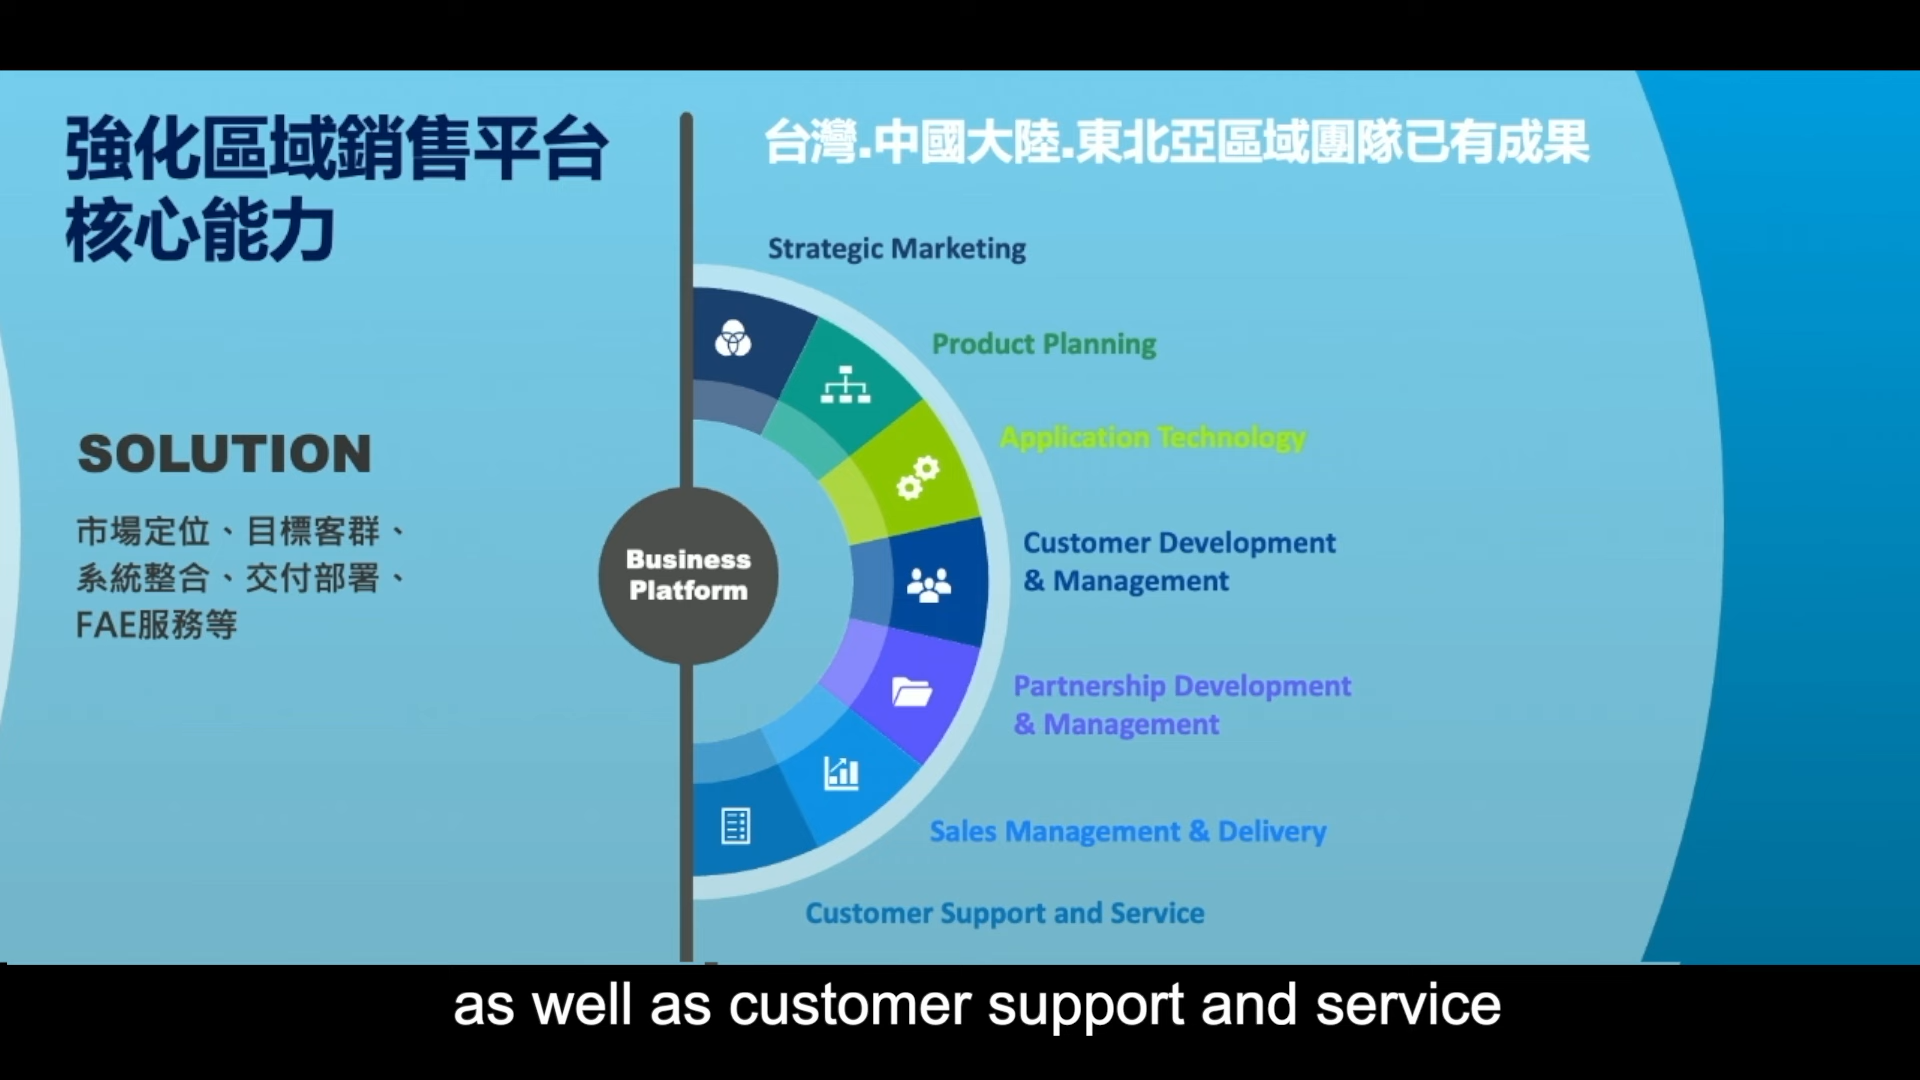 強化區域銷售平台
核心能力
SOLUTION
市場定位、目標客群、
系統整合、交付部署、
FAE服務等
Business
Platform
台灣.中國大陸.東北亞區域團隊已有成果
Strategic Marketing
Product Planning
Application Technology
Customer Development
& Management
Partnership Development
& Management
Sales Management & Delivery
Customer Support and Service
as well as customer support and service